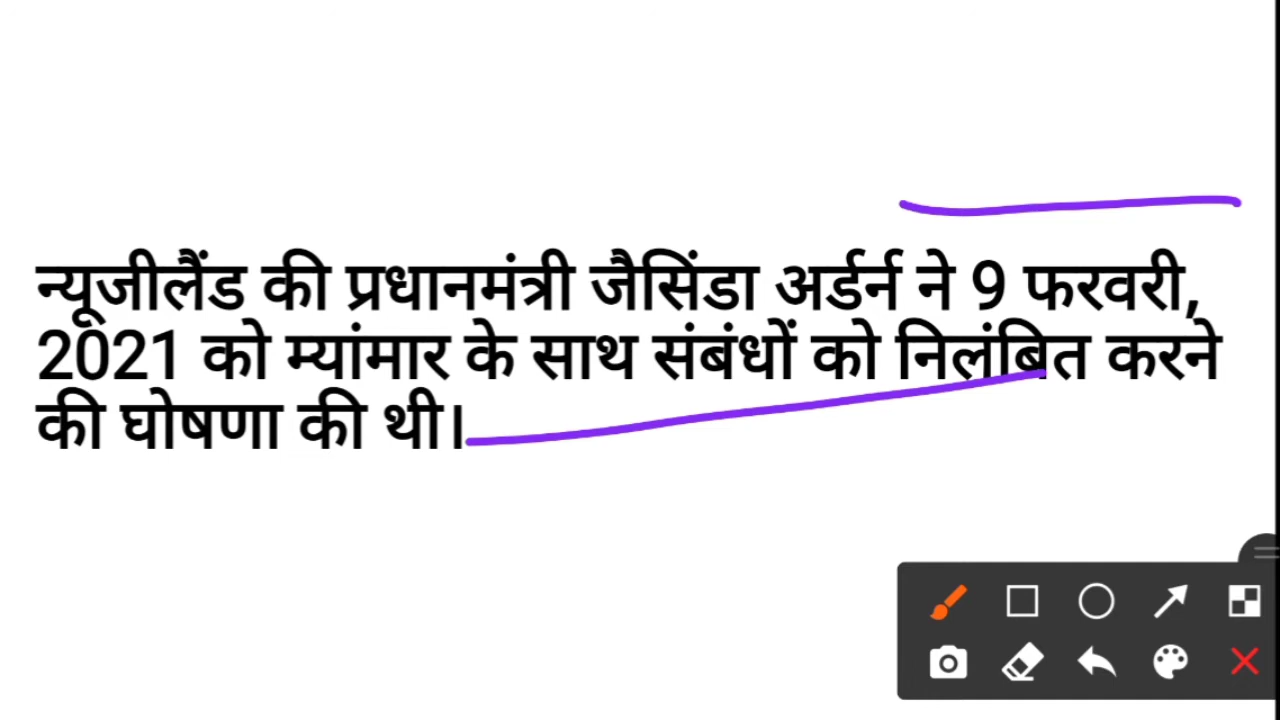 न्यूजीलैंड की प्रधानमंत्री जैसिंडा अर्डर्न ने 9 फरवरी,
2021 को म्यांमार के साथ संबंधों को निलंबित करने
की घोषणा की थी।